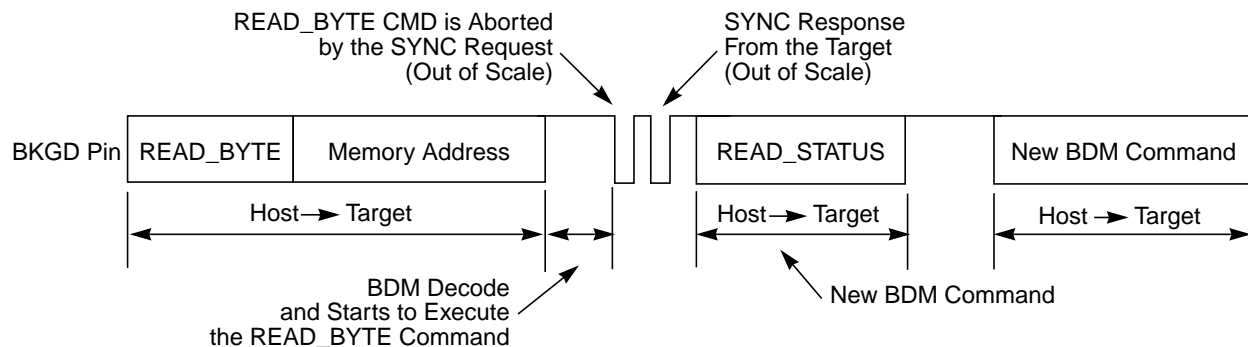 READ_BYTE CMD is Aborted
by the SYNC Request
(Out of Scale)
SYNC Response
From the Target
(Out of Scale)
BKGD Pin
READ_BYTE
Memory Address
READ_STATUS
New BDM Command
Host → Target
Host → Target
Host → Target
BDM Decode
and Starts to Execute
the READ_BYTE Command
New BDM Command